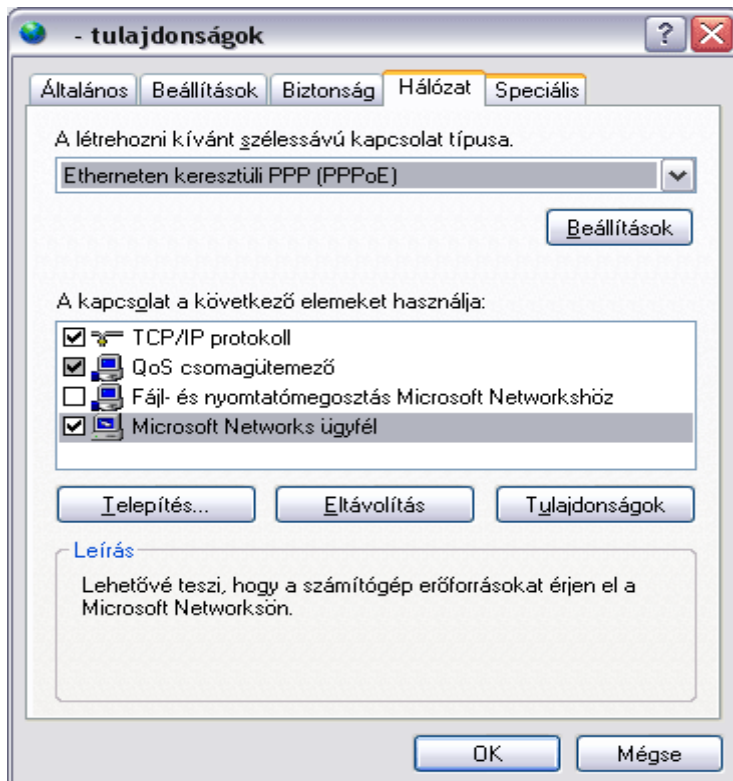 - tulajdonságok
Általános Beállítások Biztonság Hálózat Speciális
A létrehozni kívánt szélessávú kapcsolat típusa.
Etherneten keresztüli PPP (PPPoE)
Beállítások
A kapcsolat a következő elemeket használja:
TCP/IP protokoll
QoS csomagütemező
Fájl- és nyomtatómegosztás Microsoft Networkshöz
Microsoft Networks ügyfél
Telepítés... Eltávolítás Tulajdonságok
Leírás
Lehetővé teszi, hogy a számítógép erőforrásokat érjen el a
Microsoft Networksön.
OK Mégse